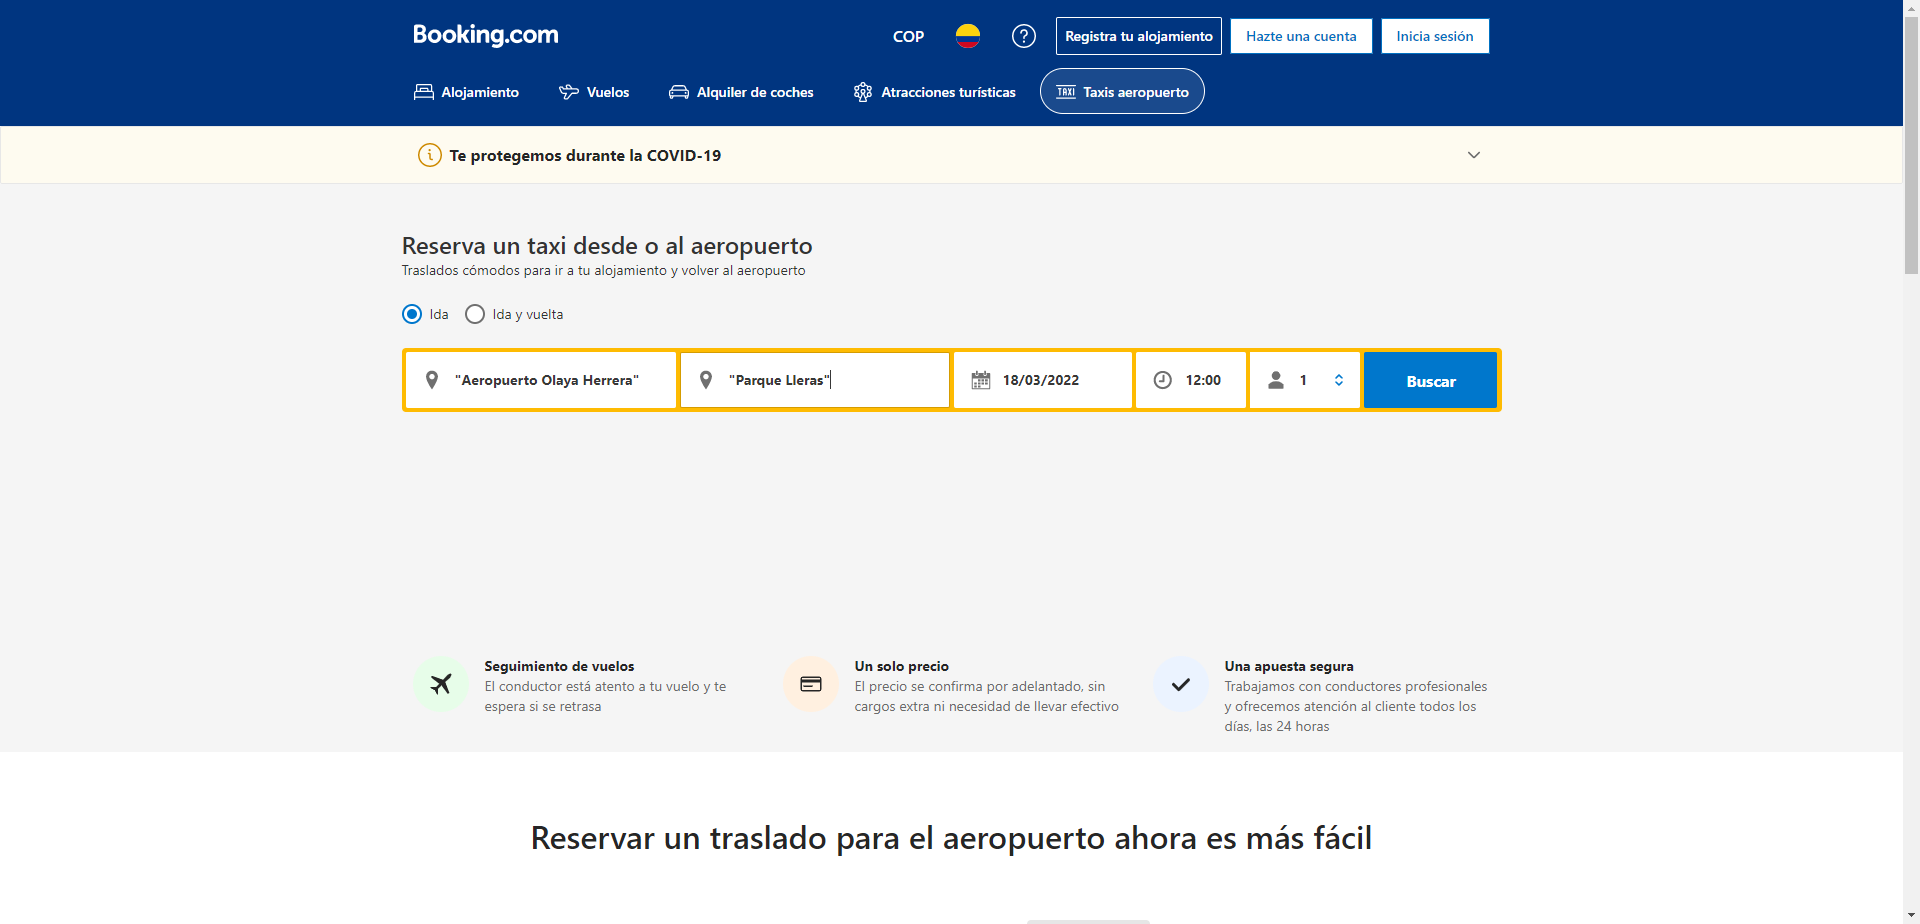 Booking.com
COP
Registra tu alojamiento
Hazte una cuenta
Inicia sesión
Alojamiento
Vuelos
Alquiler de coches
Atracciones turísticas
TAXI
Taxis aeropuerto
Te protegemos durante la COVID-19
Reserva un taxi desde o al aeropuerto
Traslados cómodos para ir a tu alojamiento y volver al aeropuerto
Ida
Ida y vuelta
"Aeropuerto Olaya Herrera"
"Parque Lleras"
18/03/2022
12:00
1
Buscar
Seguimiento de vuelos
El conductor está atento a tu vuelo y te
espera si se retrasa
Un solo precio
El precio se confirma por adelantado, sin
cargos extra ni necesidad de llevar efectivo
Una apuesta segura
Trabajamos con conductores profesionales
y ofrecemos atención al cliente todos los
días, las 24 horas
Reservar un traslado para el aeropuerto ahora es más fácil